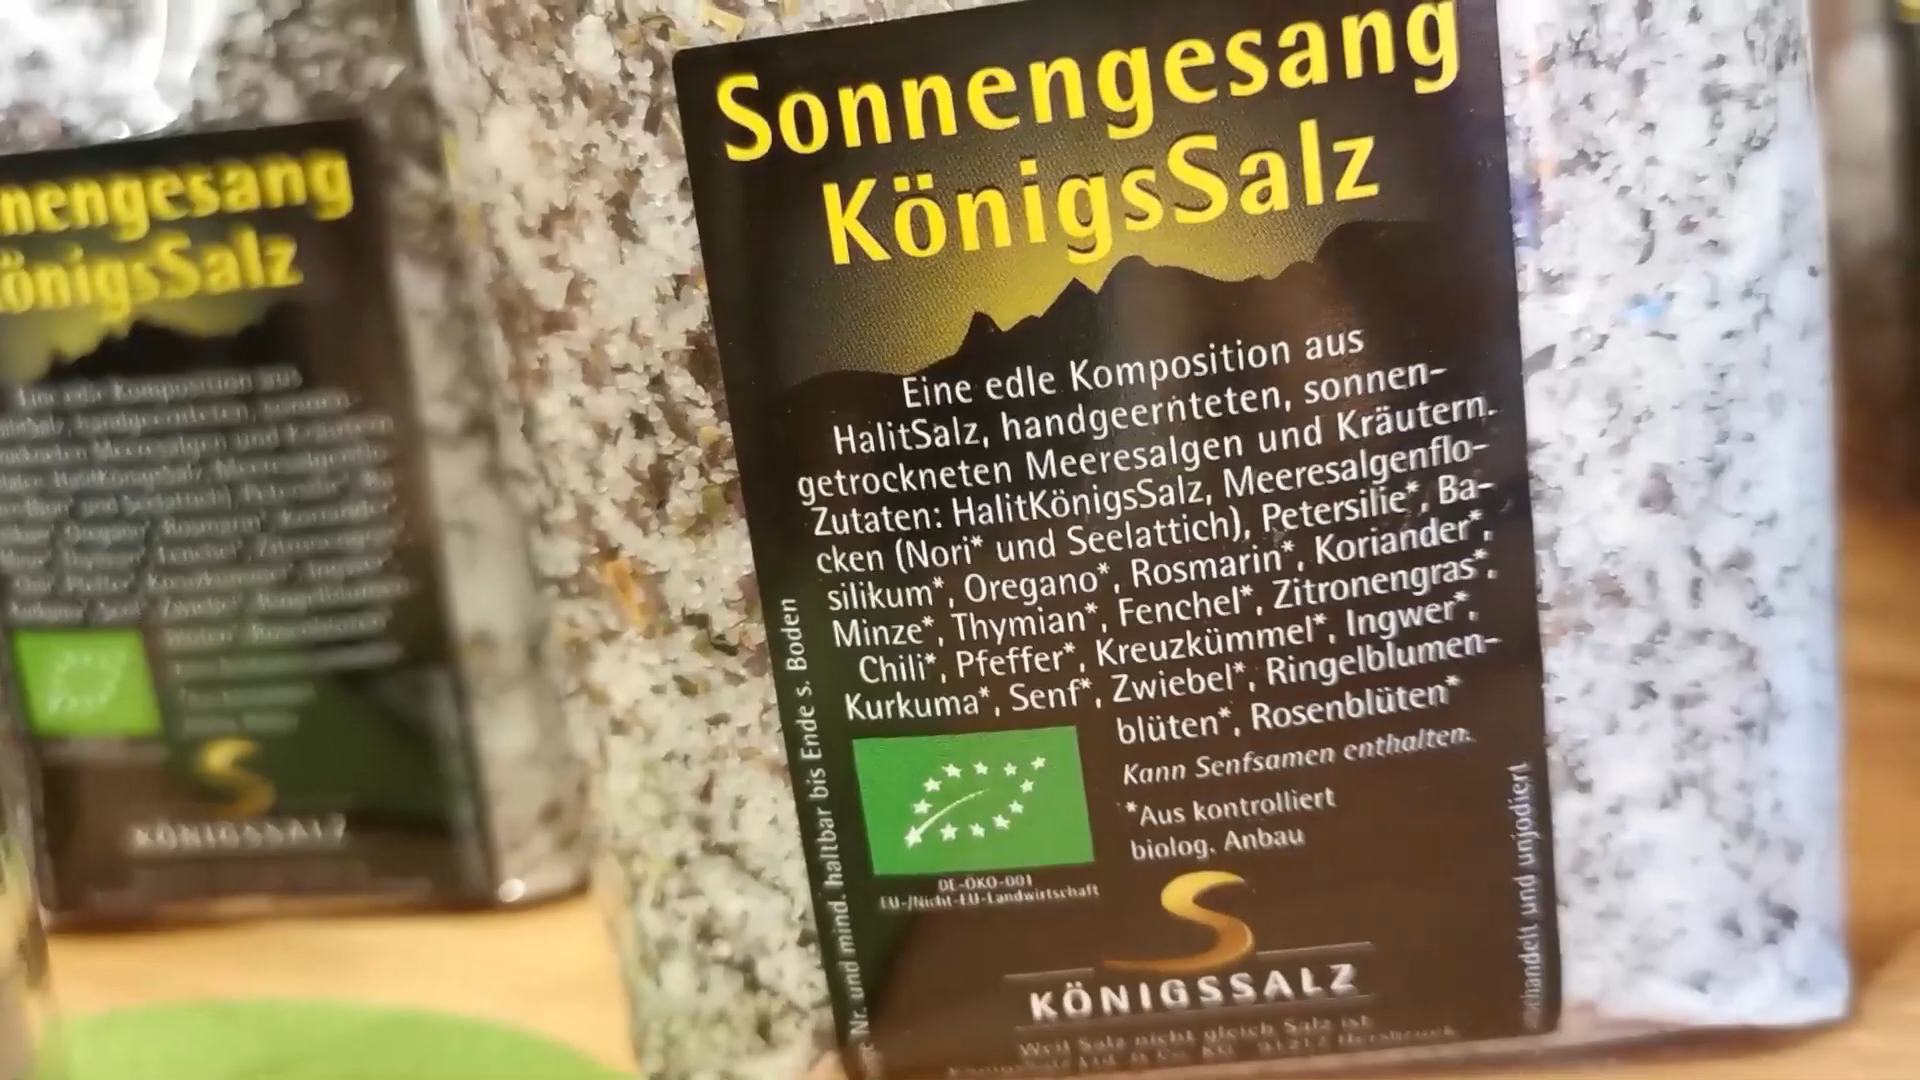 Sonnengesang
KönigsSalz
Eine edle Komposition aus
HalitSalz, handgeernteten, sonnen-
getrockneten Meeresalgen und Kräutern.
Zutaten: HalitKönigsSalz, Meeresalgenflo-
cken (Nori* und Seelattich), Petersilie*, Ba-
silikum*, Oregano*, Rosmarin*, Koriander*,
Minze*, Thymian*, Fenchel*, Zitronengras*,
Chili*, Pfeffer*, Kreuzkümmel*, Ingwer*,
Kurkuma*, Senf*, Zwiebel*, Ringelblumen-
blüten*, Rosenblüten*
Kann Senfsamen enthalten.
*Aus kontrolliert
biolog. Anbau
DE-ÖKO-001
EU-/Nicht-EU-Landwirtschaft
KÖNIGSSALZ
Weil Salz nicht gleich Salz ist
Nr. und mind. haltbar bis Ende s. Boden
und unjodiert
nengesang
önigsSalz
KÖNIGSSALZ